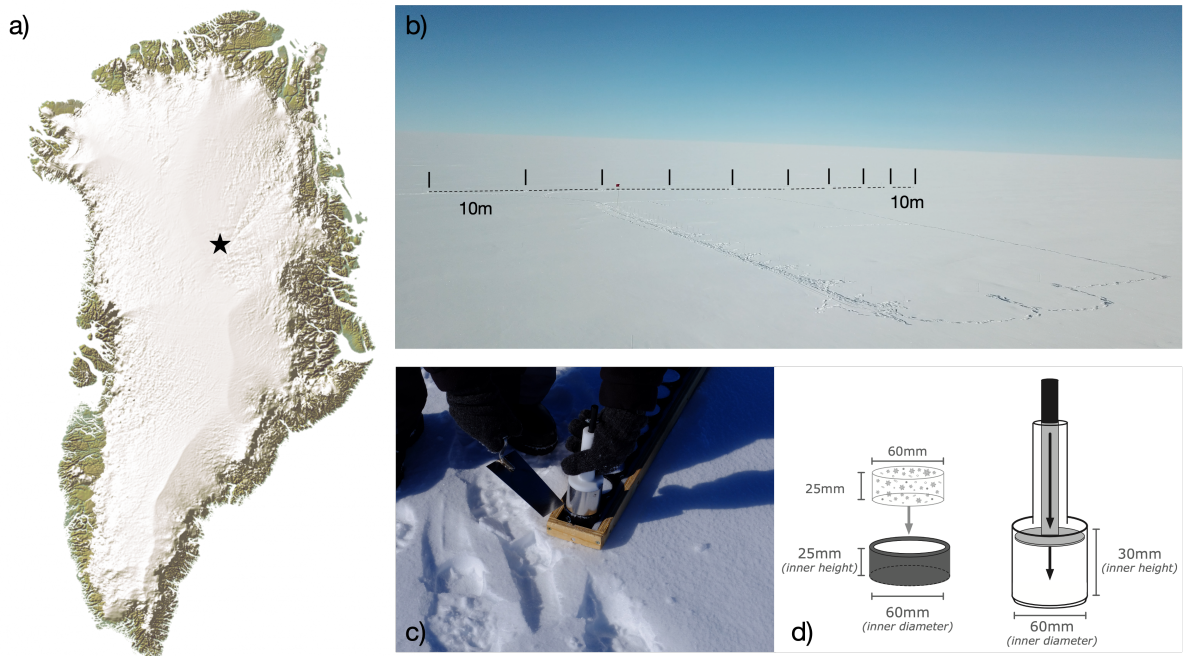 a)
b)
10m
10m
c)
60mm
25mm
25mm
(inner height)
60mm
(inner diameter)
30mm
(inner height)
60mm
(inner diameter)
d)